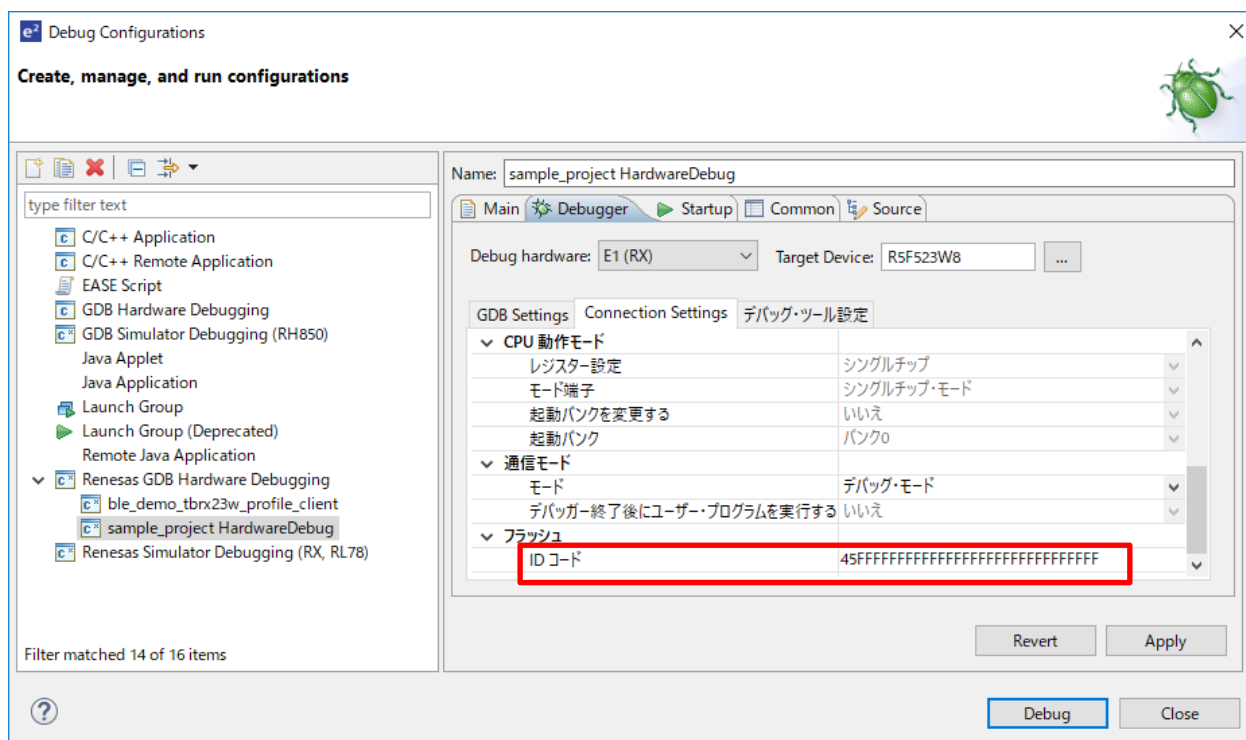 e² Debug Configurations
Create, manage, and run configurations
type filter text
C/C++ Application
C/C++ Remote Application
EASE Script
GDB Hardware Debugging
GDB Simulator Debugging (RH850)
Java Applet
Java Application
Launch Group
Launch Group (Deprecated)
Remote Java Application
Renesas GDB Hardware Debugging
ble_demo_tbrx23w_profile_client
sample_project HardwareDebug
Renesas Simulator Debugging (RX, RL78)
Filter matched 14 of 16 items
Name: sample_project HardwareDebug
Main Debugger Startup Common Source
Debug hardware: E1 (RX) Target Device: R5F523W8 ...
GDB Settings Connection Settings デバッグ・ツール設定
CPU 動作モード
レジスター設定 シングルチップ
モード端子 シングルチップ・モード
起動バンクを変更する いいえ
起動バンク バンク0
通信モード
モード デバッグ・モード
デバッガー終了後にユーザー・プログラムを実行する いいえ
フラッシュ
ID コード 45FFFFFFFFFFFFFFFFFFFFFFFFFFFFFF
Revert Apply
Debug Close